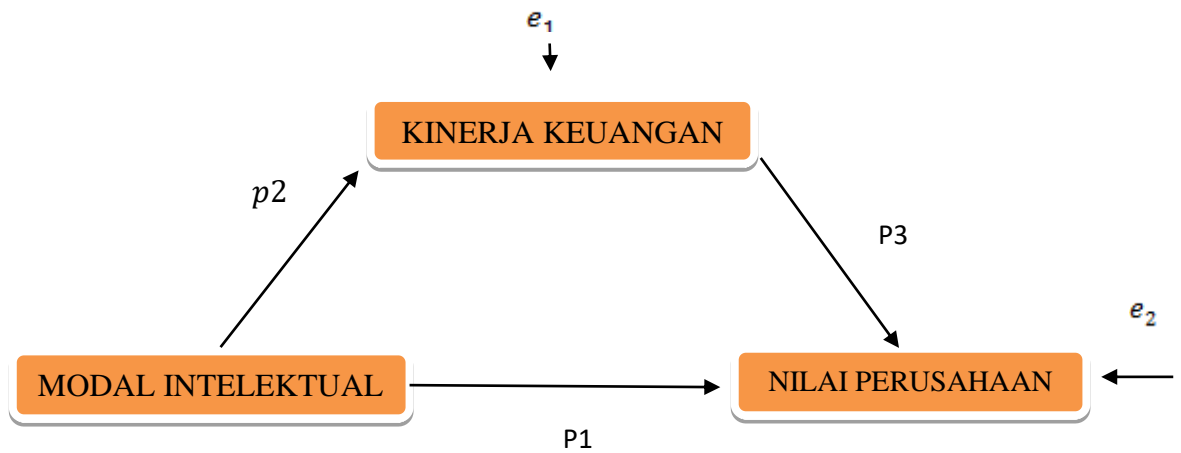 e₁
KINERJA KEUANGAN
p2
P3
e₂
MODAL INTELEKTUAL
NILAI PERUSAHAAN
P1